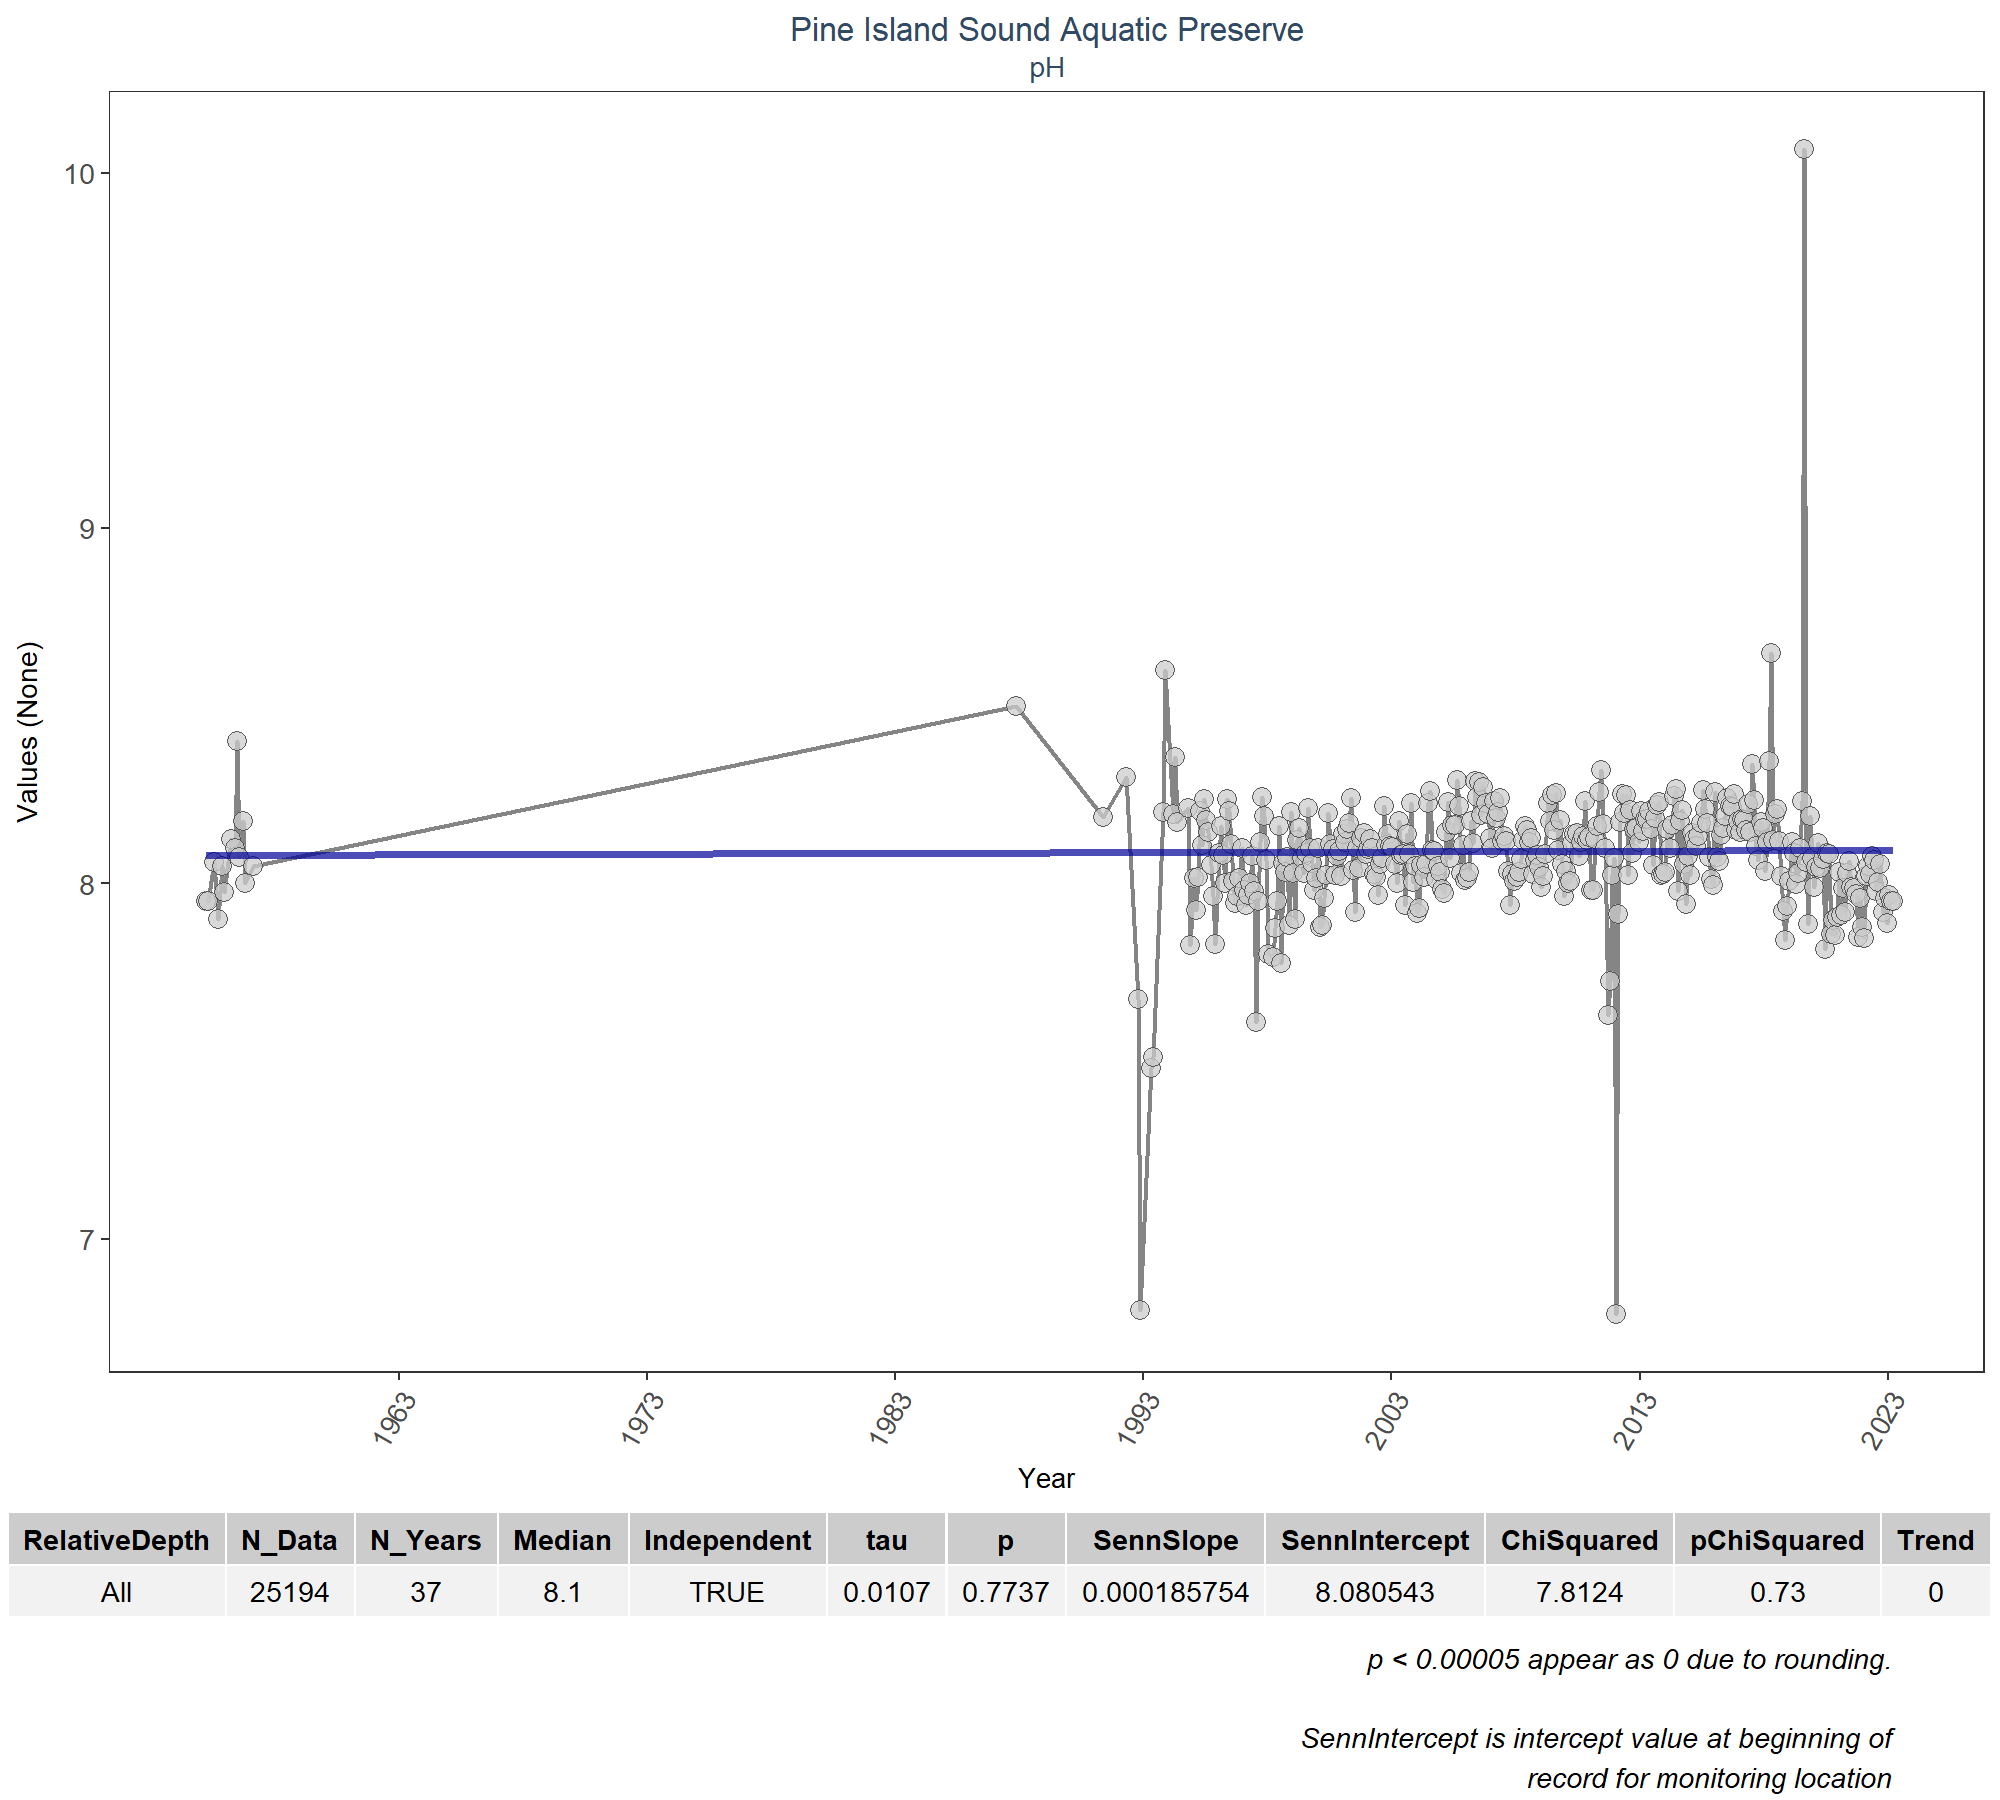 Pine Island Sound Aquatic Preserve
pH
10
9
8
7
Values (None)
1963 1973 1983 1993 2003 2013 2023
Year
RelativeDepth N_Data N_Years Median Independent tau p SennSlope SennIntercept ChiSquared pChiSquared Trend
All 25194 37 8.1 TRUE 0.0107 0.7737 0.000185754 8.080543 7.8124 0.73 0
p < 0.00005 appear as 0 due to rounding.
SennIntercept is intercept value at beginning of
record for monitoring location